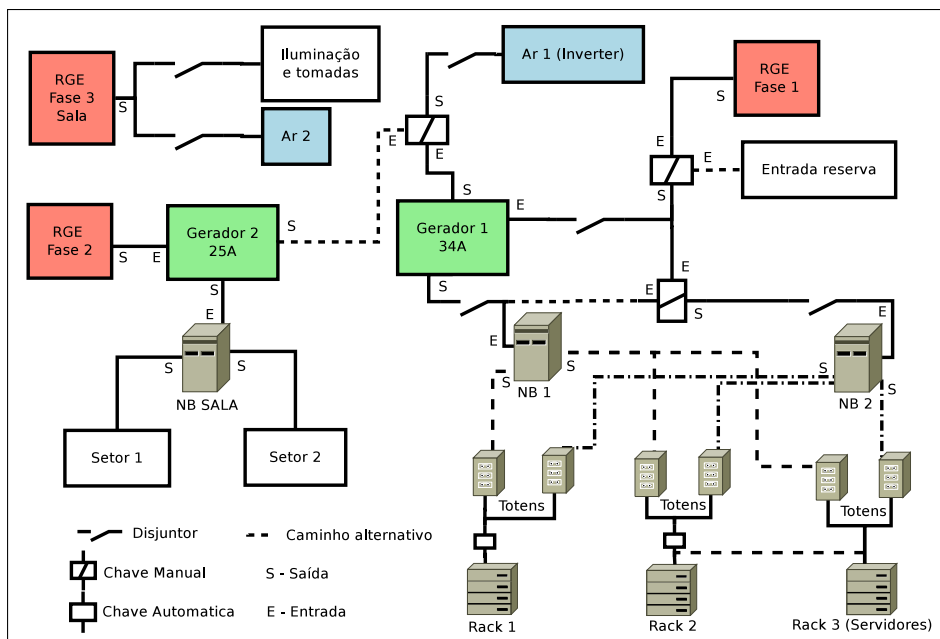 RGE
Fase 3
Sala
S
Iluminação
e tomadas
Ar 2
Ar 1 (Inverter)
S
E
E
S
RGE
Fase 1
S
E
E
S
Entrada reserva
RGE
Fase 2
S
E
Gerador 2
25A
S
S
E
Gerador 1
34A
E
S
E
E
S
E
E
NB SALA
S
S
NB 1
S
S
NB 2
S
S
Setor 1
Setor 2
Totens
Totens
Totens
Disjuntor
Caminho alternativo
Chave Manual
S - Saída
Chave Automatica
E - Entrada
Rack 1
Rack 2
Rack 3 (Servidores)